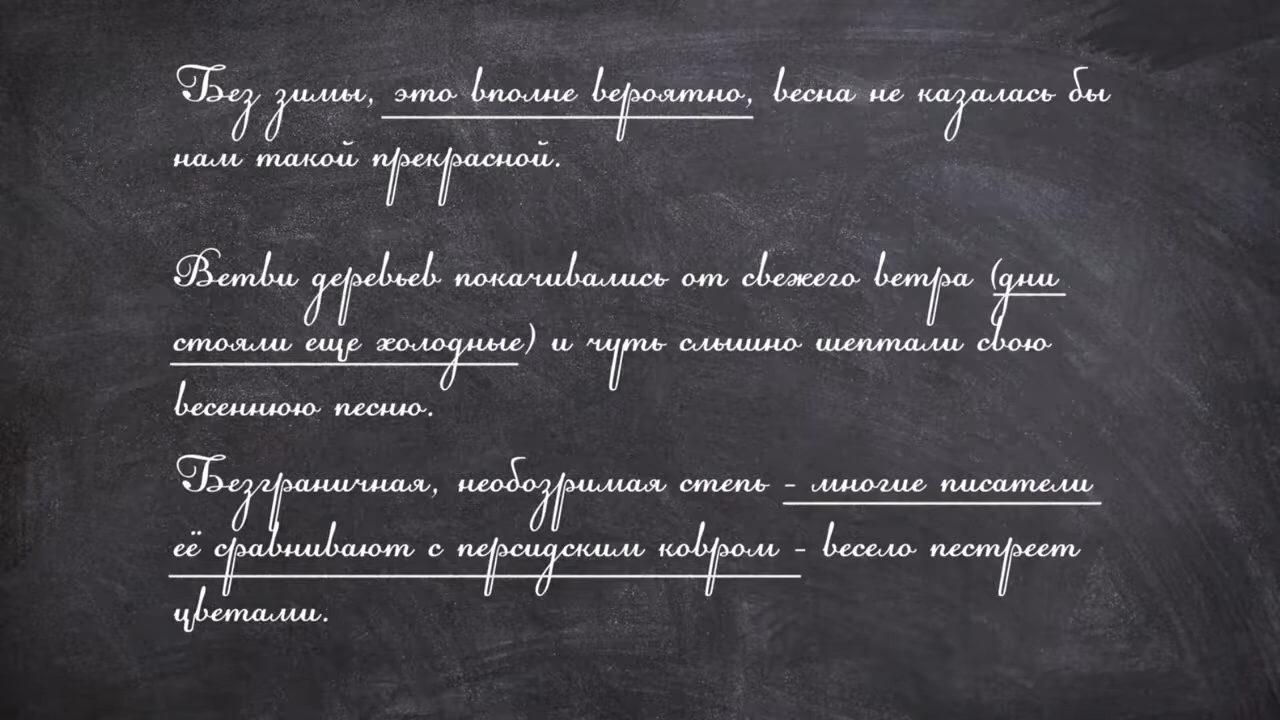 Без зимы, это вполне вероятно, весна не казалась бы
нам такой прекрасной.
Ветви деревьев покачивались от свежего ветра (дни
стояли еще холодные) и чуть слышно шептали свою
весеннюю песню.
Безграничная, необозримая степь - многие писатели
её сравнивают с персидским ковром - весело пестреет
цветами.